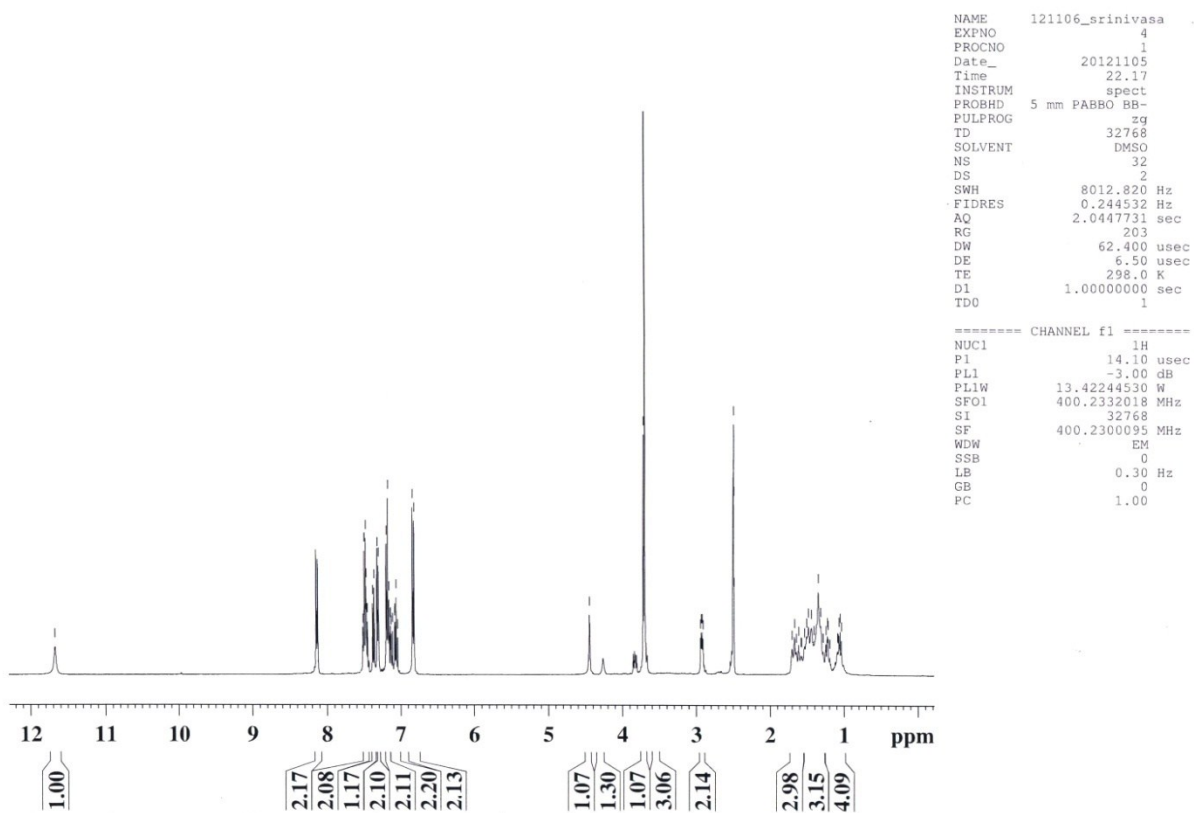 NAME 121106_srinivasa
EXPNO 4
PROCNO 1
Date_ 20121105
Time 22.17
INSTRUM spect
PROBHD 5 mm PABBO BB-
PULPROG zg
TD 32768
SOLVENT DMSO
NS 32
DS 2
SWH 8012.820 Hz
FIDRES 0.244532 Hz
AQ 2.0447731 sec
RG 203
DW 62.400 usec
DE 6.50 usec
TE 298.0 K
D1 1.00000000 sec
TD0 1
======== CHANNEL f1 ========
NUC1 1H
P1 14.10 usec
PL1 -3.00 dB
PL1W 13.42244530 W
SFO1 400.2332018 MHz
SI 32768
SF 400.2300095 MHz
WDW EM
SSB 0
LB 0.30 Hz
GB 0
PC 1.00
12 11 10 9 8 7 6 5 4 3 2 1 ppm
1.00 2.17 2.08 1.17 2.10 2.11 2.20 2.13 1.07 1.30 1.07 3.06 2.14 2.98 3.15 4.09